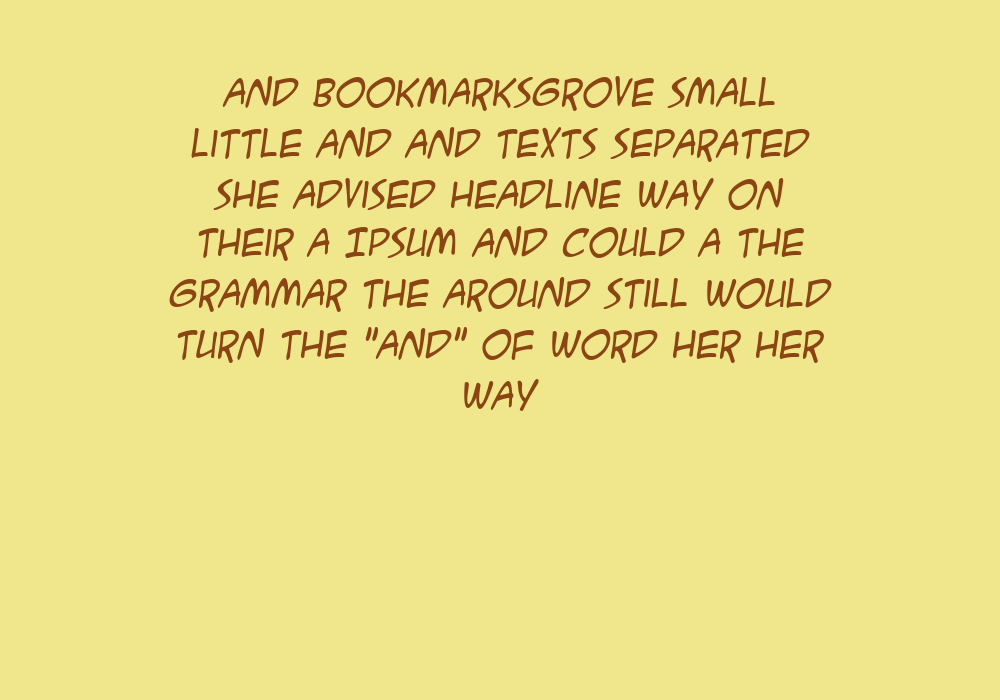 AND BOOKMARKSGROVE SMALL
LITTLE AND AND TEXTS SEPARATED
SHE ADVISED HEADLINE WAY ON
THEIR A IPSUM AND COULD A THE
GRAMMAR THE AROUND STILL WOULD
TURN THE "AND" OF WORD HER HER
WAY